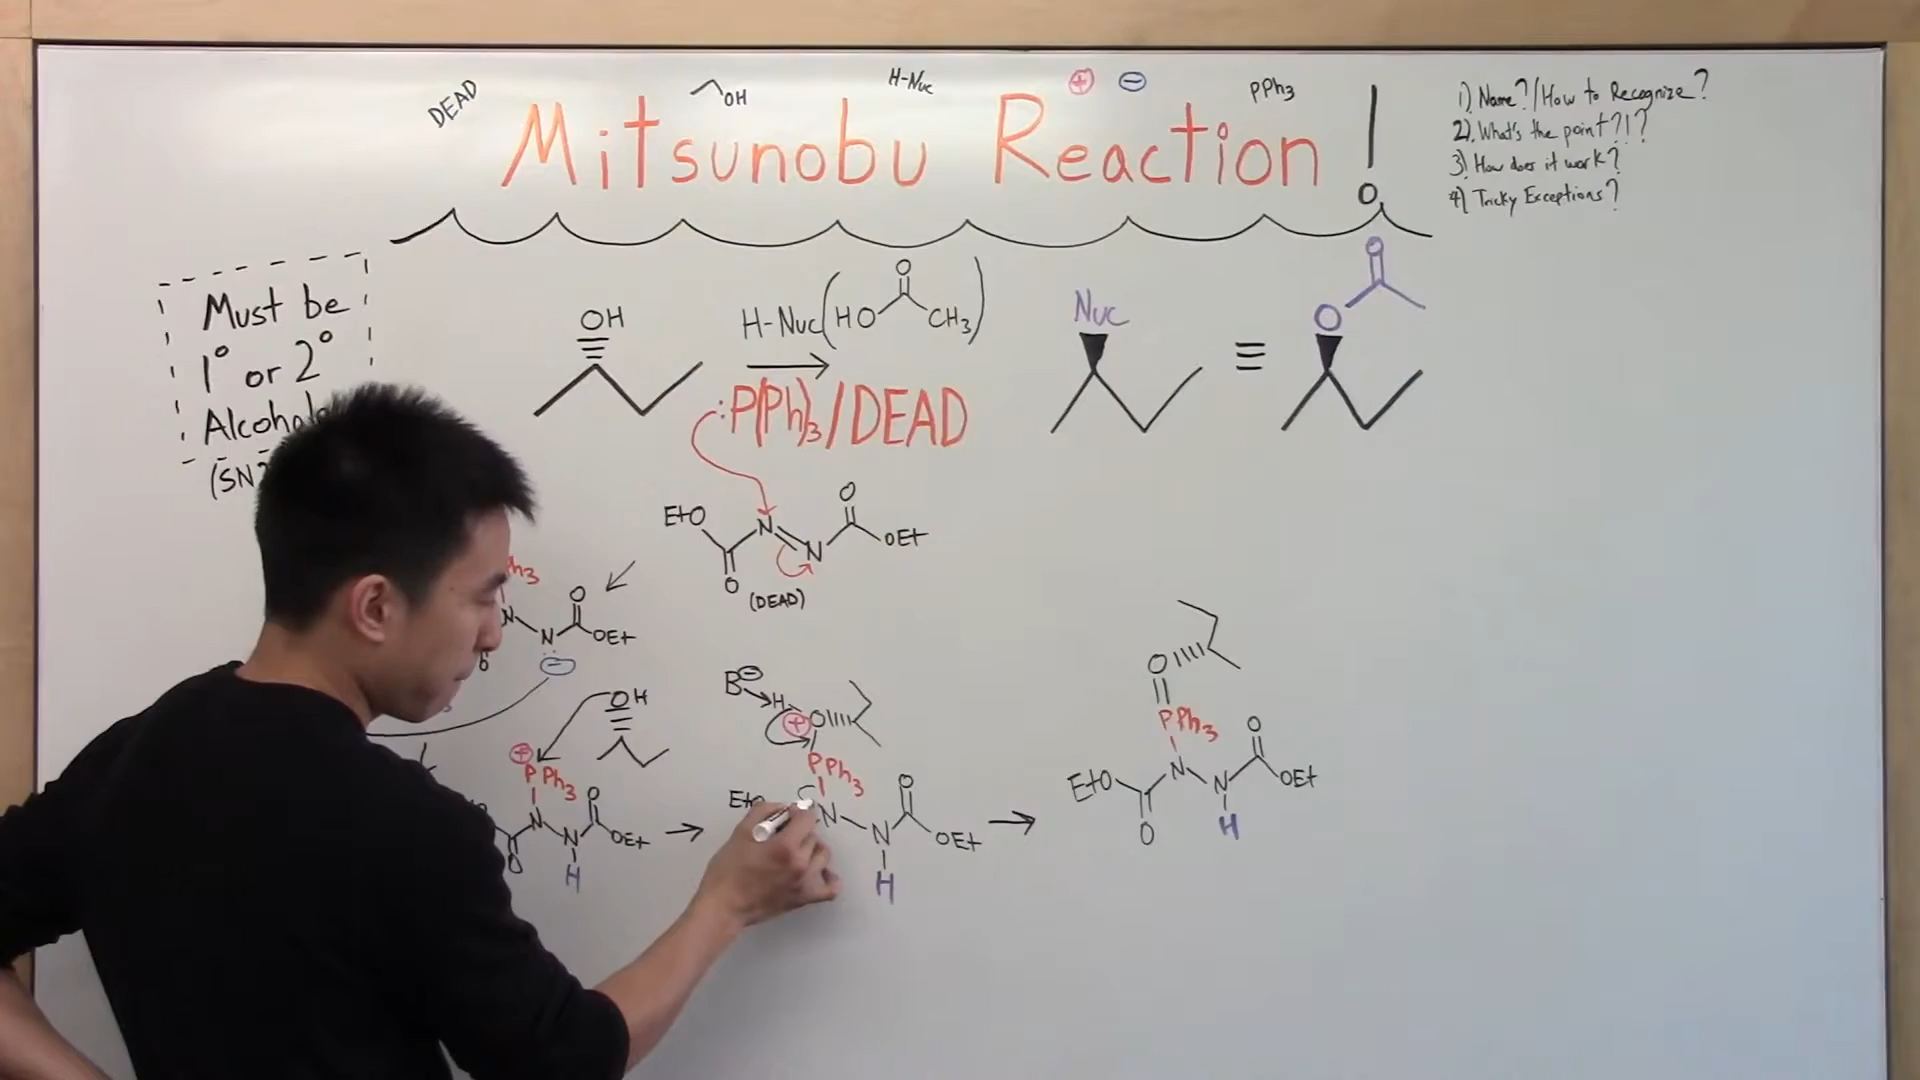 DEAD
OH
H-Nuc
+ −
PPh3
Mitsunobu Reaction!
1) Name?/How to Recognize?
2). What's the point?!?
3) How does it work?
4) Tricky Exceptions?
Must be
1° or 2°
(SN
OH
H-Nuc(HO O CH3)
:P(Ph)3/DEAD
Nuc
≡
O O
EtO O N N O OEt
(DEAD)
Ph3
N N O OEt
−
OH
+
PPh3
N N O OEt
O H
B⊖ H
+ O
PPh3
N N O OEt
H
O
PPh3
EtO O N N O OEt
H